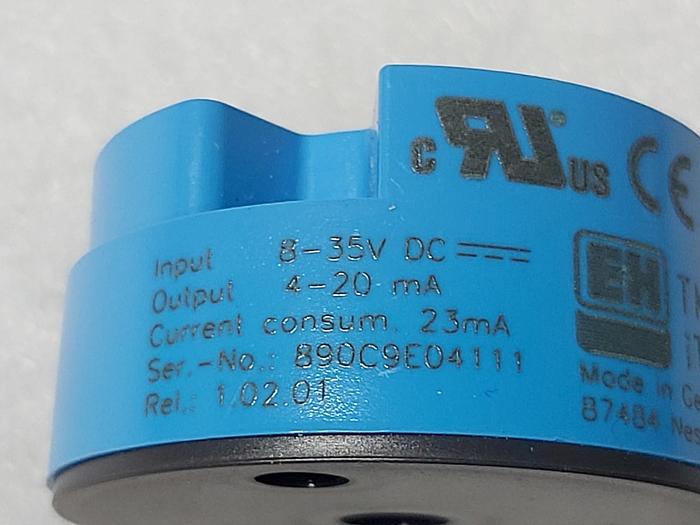 c RU US CE
Input 8-35V DC
Output 4-20 mA
Current consum. 23mA
Ser.-No.: 890C9E04111
Rel.: 1.02.01
EH
Made in
87484